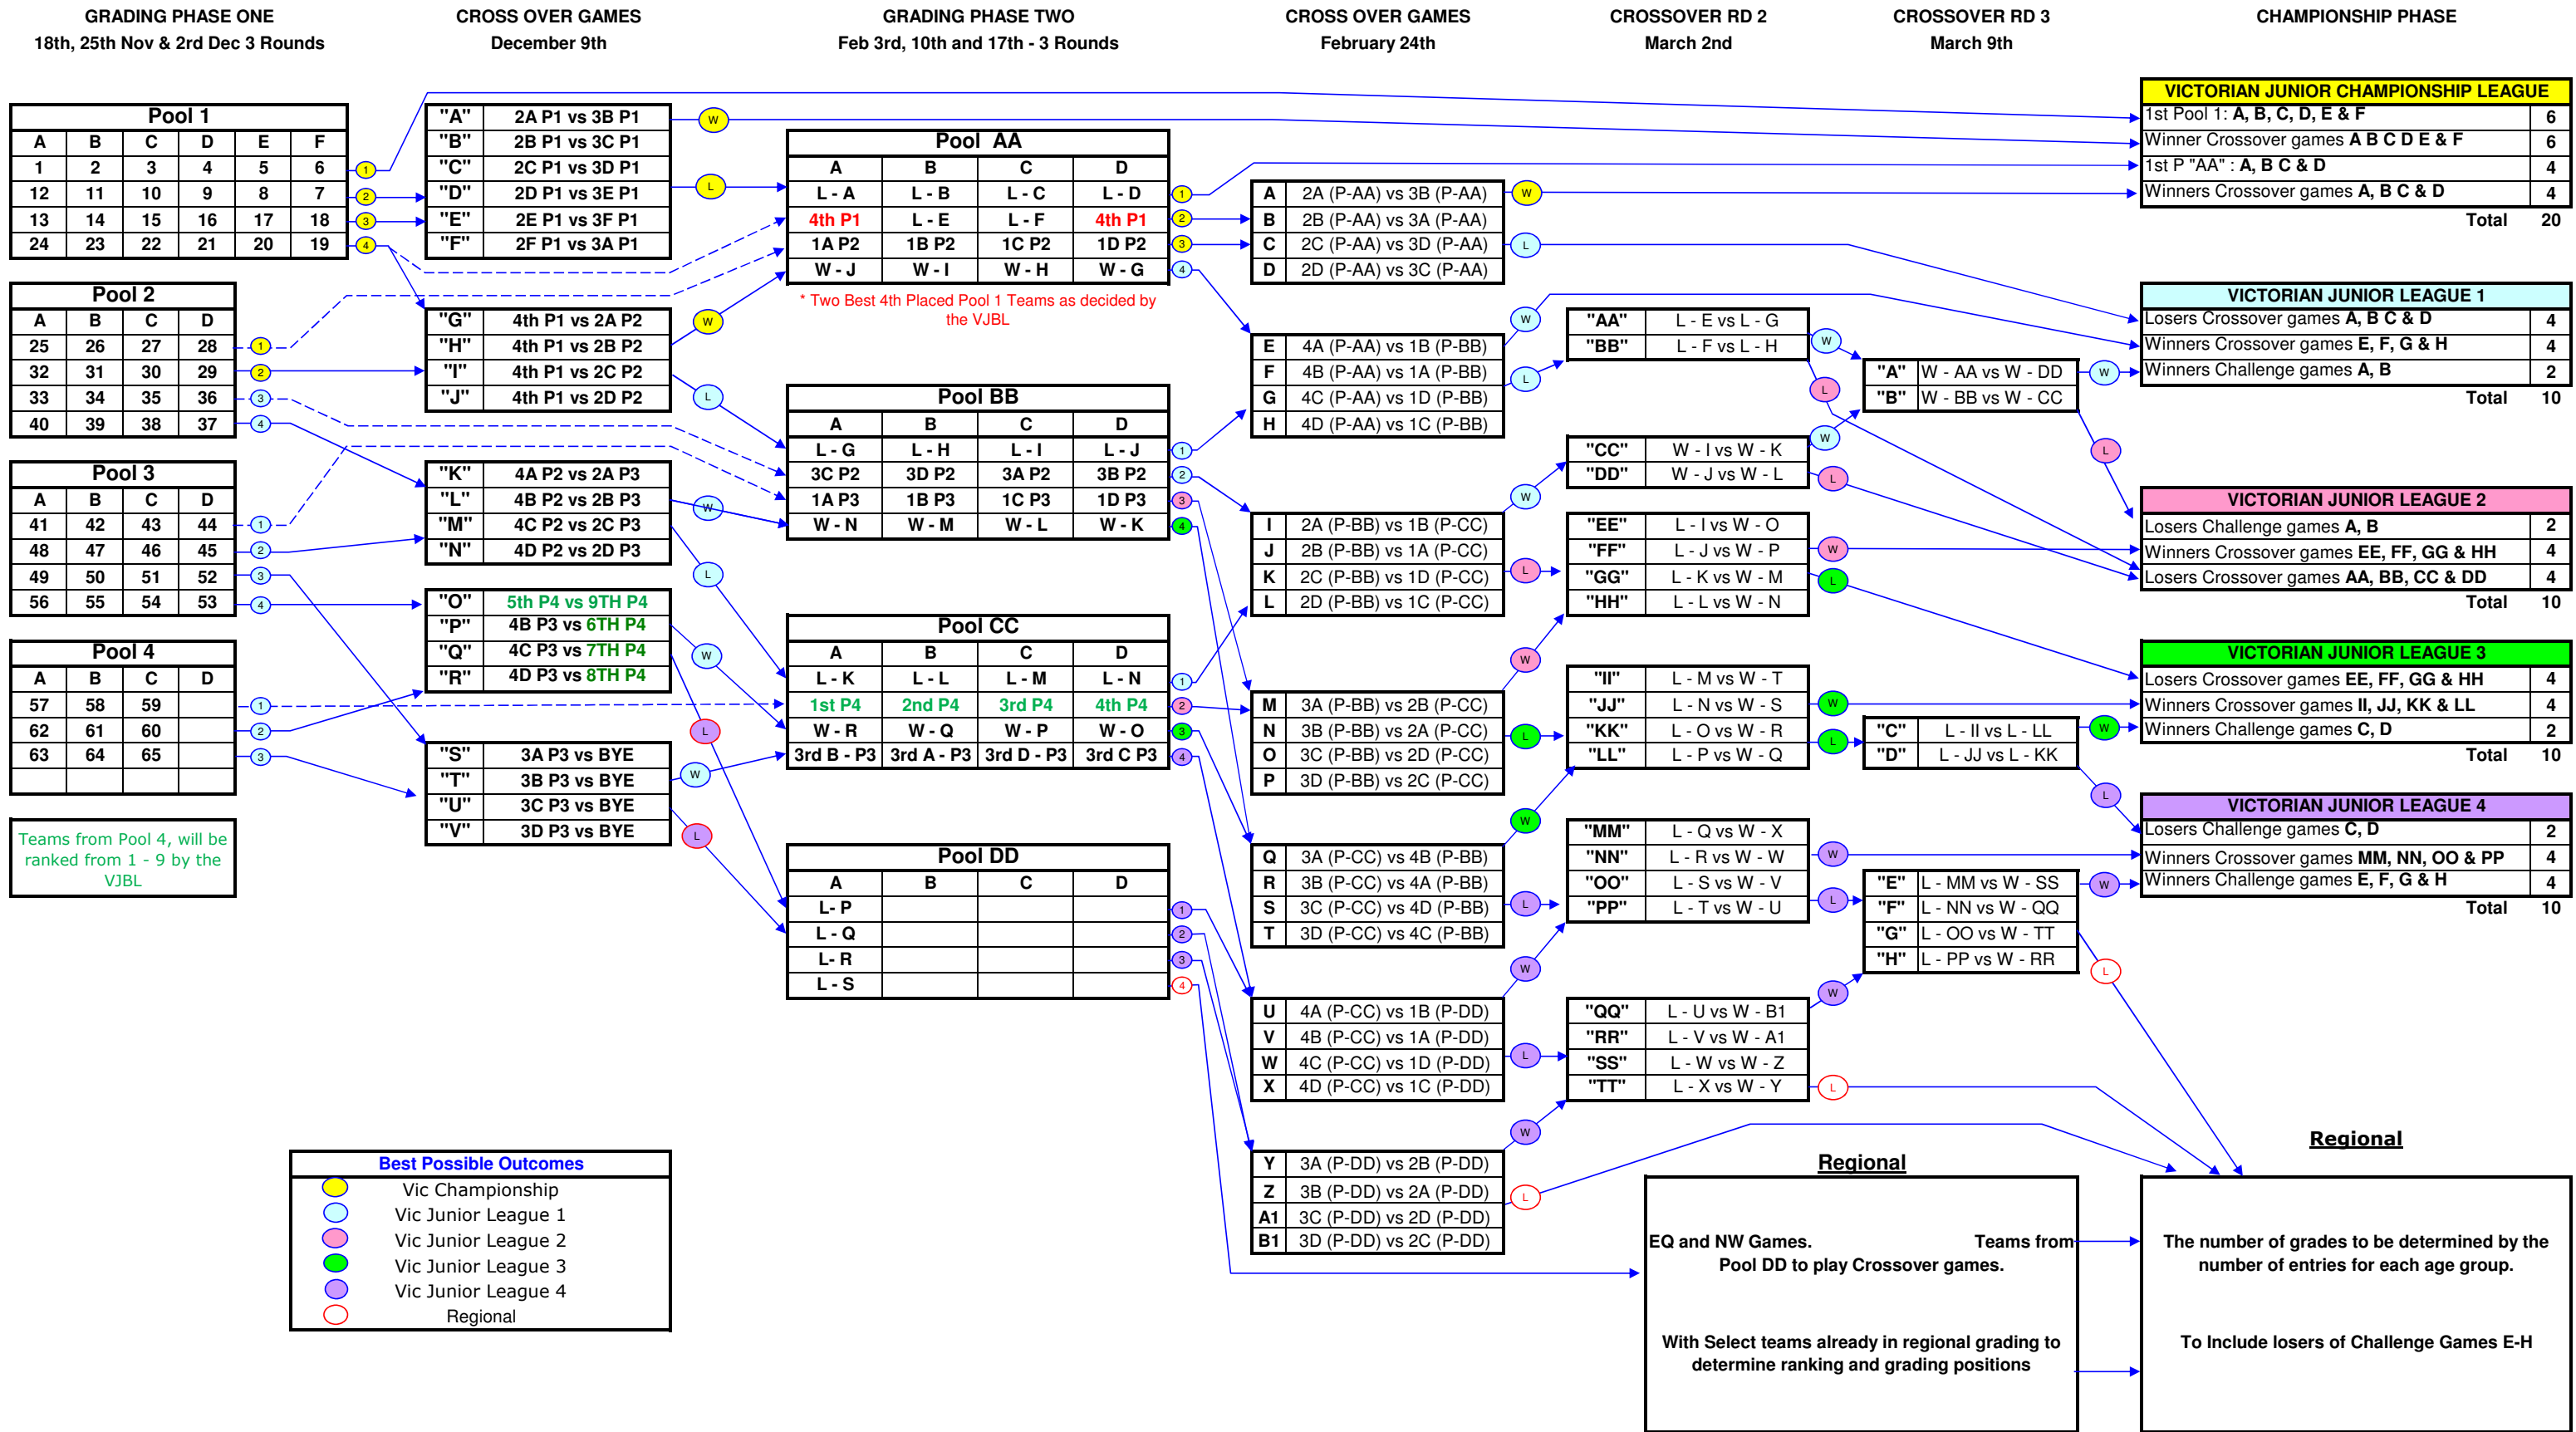 GRADING PHASE ONE
18th, 25th Nov & 2rd Dec 3 Rounds
CROSS OVER GAMES
December 9th
GRADING PHASE TWO
Feb 3rd, 10th and 17th - 3 Rounds
CROSS OVER GAMES
February 24th
CROSSOVER RD 2
March 2nd
CROSSOVER RD 3
March 9th
CHAMPIONSHIP PHASE
Pool 1
A B C D E F
1 2 3 4 5 6 1
12 11 10 9 8 7 2
13 14 15 16 17 18 3
24 23 22 21 20 19 4
Pool 2
A B C D
25 26 27 28 1
32 31 30 29 2
33 34 35 36 3
40 39 38 37 4
Pool 3
A B C D
41 42 43 44 1
48 47 46 45 2
49 50 51 52 3
56 55 54 53 4
Pool 4
A B C D
57 58 59 1
62 61 60 2
63 64 65 3
Teams from Pool 4, will be
ranked from 1 - 9 by the
VJBL
"A" 2A P1 vs 3B P1 W
"B" 2B P1 vs 3C P1
"C" 2C P1 vs 3D P1
"D" 2D P1 vs 3E P1 L
"E" 2E P1 vs 3F P1
"F" 2F P1 vs 3A P1
"G" 4th P1 vs 2A P2 W
"H" 4th P1 vs 2B P2
"I" 4th P1 vs 2C P2
"J" 4th P1 vs 2D P2 L
"K" 4A P2 vs 2A P3
"L" 4B P2 vs 2B P3 W
"M" 4C P2 vs 2C P3
"N" 4D P2 vs 2D P3 L
"O" 5th P4 vs 9TH P4
"P" 4B P3 vs 6TH P4
"Q" 4C P3 vs 7TH P4 W
"R" 4D P3 vs 8TH P4 L
"S" 3A P3 vs BYE
"T" 3B P3 vs BYE W
"U" 3C P3 vs BYE
"V" 3D P3 vs BYE L
Best Possible Outcomes
Vic Championship
Vic Junior League 1
Vic Junior League 2
Vic Junior League 3
Vic Junior League 4
Regional
Pool AA
A B C D
L - A L - B L - C L - D 1
4th P1 L - E L - F 4th P1 2
1A P2 1B P2 1C P2 1D P2 3
W - J W - I W - H W - G 4
* Two Best 4th Placed Pool 1 Teams as decided by
the VJBL
Pool BB
A B C D
L - G L - H L - I L - J 1
3C P2 3D P2 3A P2 3B P2 2
1A P3 1B P3 1C P3 1D P3 3
W - N W - M W - L W - K 4
Pool CC
A B C D
L - K L - L L - M L - N 1
1st P4 2nd P4 3rd P4 4th P4 2
W - R W - Q W - P W - O 3
3rd B - P3 3rd A - P3 3rd D - P3 3rd C P3 4
Pool DD
A B C D
L- P 1
L - Q 2
L- R 3
L - S 4
A 2A (P-AA) vs 3B (P-AA) W
B 2B (P-AA) vs 3A (P-AA)
C 2C (P-AA) vs 3D (P-AA) L
D 2D (P-AA) vs 3C (P-AA)
W
E 4A (P-AA) vs 1B (P-BB)
F 4B (P-AA) vs 1A (P-BB) L
G 4C (P-AA) vs 1D (P-BB)
H 4D (P-AA) vs 1C (P-BB)
W
I 2A (P-BB) vs 1B (P-CC)
J 2B (P-BB) vs 1A (P-CC)
K 2C (P-BB) vs 1D (P-CC) L
L 2D (P-BB) vs 1C (P-CC)
W
M 3A (P-BB) vs 2B (P-CC)
N 3B (P-BB) vs 2A (P-CC) L
O 3C (P-BB) vs 2D (P-CC)
P 3D (P-BB) vs 2C (P-CC)
W
Q 3A (P-CC) vs 4B (P-BB)
R 3B (P-CC) vs 4A (P-BB)
S 3C (P-CC) vs 4D (P-BB) L
T 3D (P-CC) vs 4C (P-BB)
W
U 4A (P-CC) vs 1B (P-DD)
V 4B (P-CC) vs 1A (P-DD)
W 4C (P-CC) vs 1D (P-DD) L
X 4D (P-CC) vs 1C (P-DD)
W
Y 3A (P-DD) vs 2B (P-DD)
Z 3B (P-DD) vs 2A (P-DD) L
A1 3C (P-DD) vs 2D (P-DD)
B1 3D (P-DD) vs 2C (P-DD)
"AA" L - E vs L - G
"BB" L - F vs L - H W
L
W
"CC" W - I vs W - K
"DD" W - J vs W - L L
"EE" L - I vs W - O
"FF" L - J vs W - P W
"GG" L - K vs W - M L
"HH" L - L vs W - N
"II" L - M vs W - T
"JJ" L - N vs W - S W
"KK" L - O vs W - R L
"LL" L - P vs W - Q
"MM" L - Q vs W - X
"NN" L - R vs W - W W
"OO" L - S vs W - V L
"PP" L - T vs W - U
W
"QQ" L - U vs W - B1
"RR" L - V vs W - A1
"SS" L - W vs W - Z
"TT" L - X vs W - Y L
"A" W - AA vs W - DD W
"B" W - BB vs W - CC
L
"C" L - II vs L - LL W
"D" L - JJ vs L - KK
L
"E" L - MM vs W - SS W
"F" L - NN vs W - QQ
"G" L - OO vs W - TT
"H" L - PP vs W - RR L
VICTORIAN JUNIOR CHAMPIONSHIP LEAGUE
1st Pool 1: A, B, C, D, E & F 6
Winner Crossover games A B C D E & F 6
1st P "AA" : A, B C & D 4
Winners Crossover games A, B C & D 4
Total 20
VICTORIAN JUNIOR LEAGUE 1
Losers Crossover games A, B C & D 4
Winners Crossover games E, F, G & H 4
Winners Challenge games A, B 2
Total 10
VICTORIAN JUNIOR LEAGUE 2
Losers Challenge games A, B 2
Winners Crossover games EE, FF, GG & HH 4
Losers Crossover games AA, BB, CC & DD 4
Total 10
VICTORIAN JUNIOR LEAGUE 3
Losers Crossover games EE, FF, GG & HH 4
Winners Crossover games II, JJ, KK & LL 4
Winners Challenge games C, D 2
Total 10
VICTORIAN JUNIOR LEAGUE 4
Losers Challenge games C, D 2
Winners Crossover games MM, NN, OO & PP 4
Winners Challenge games E, F, G & H 4
Total 10
Regional
EQ and NW Games. Teams from
Pool DD to play Crossover games.
With Select teams already in regional grading to
determine ranking and grading positions
Regional
The number of grades to be determined by the
number of entries for each age group.
To Include losers of Challenge Games E-H